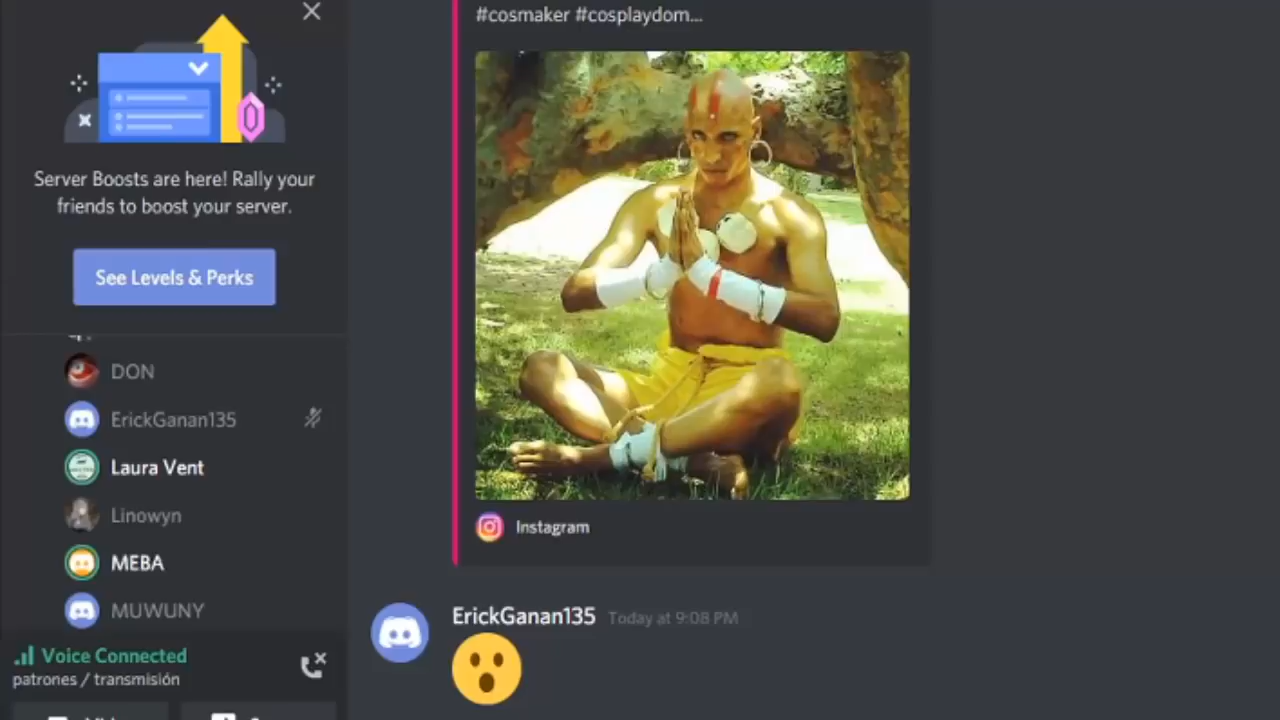 #cosmaker #cosplaydom...
Server Boosts are here! Rally your
friends to boost your server.
See Levels & Perks
DON
ErickGanan135
Laura Vent
Linowyn
MEBA
MUWUNY
Voice Connected
patrones / transmisión
Instagram
ErickGanan135 Today at 9:08 PM